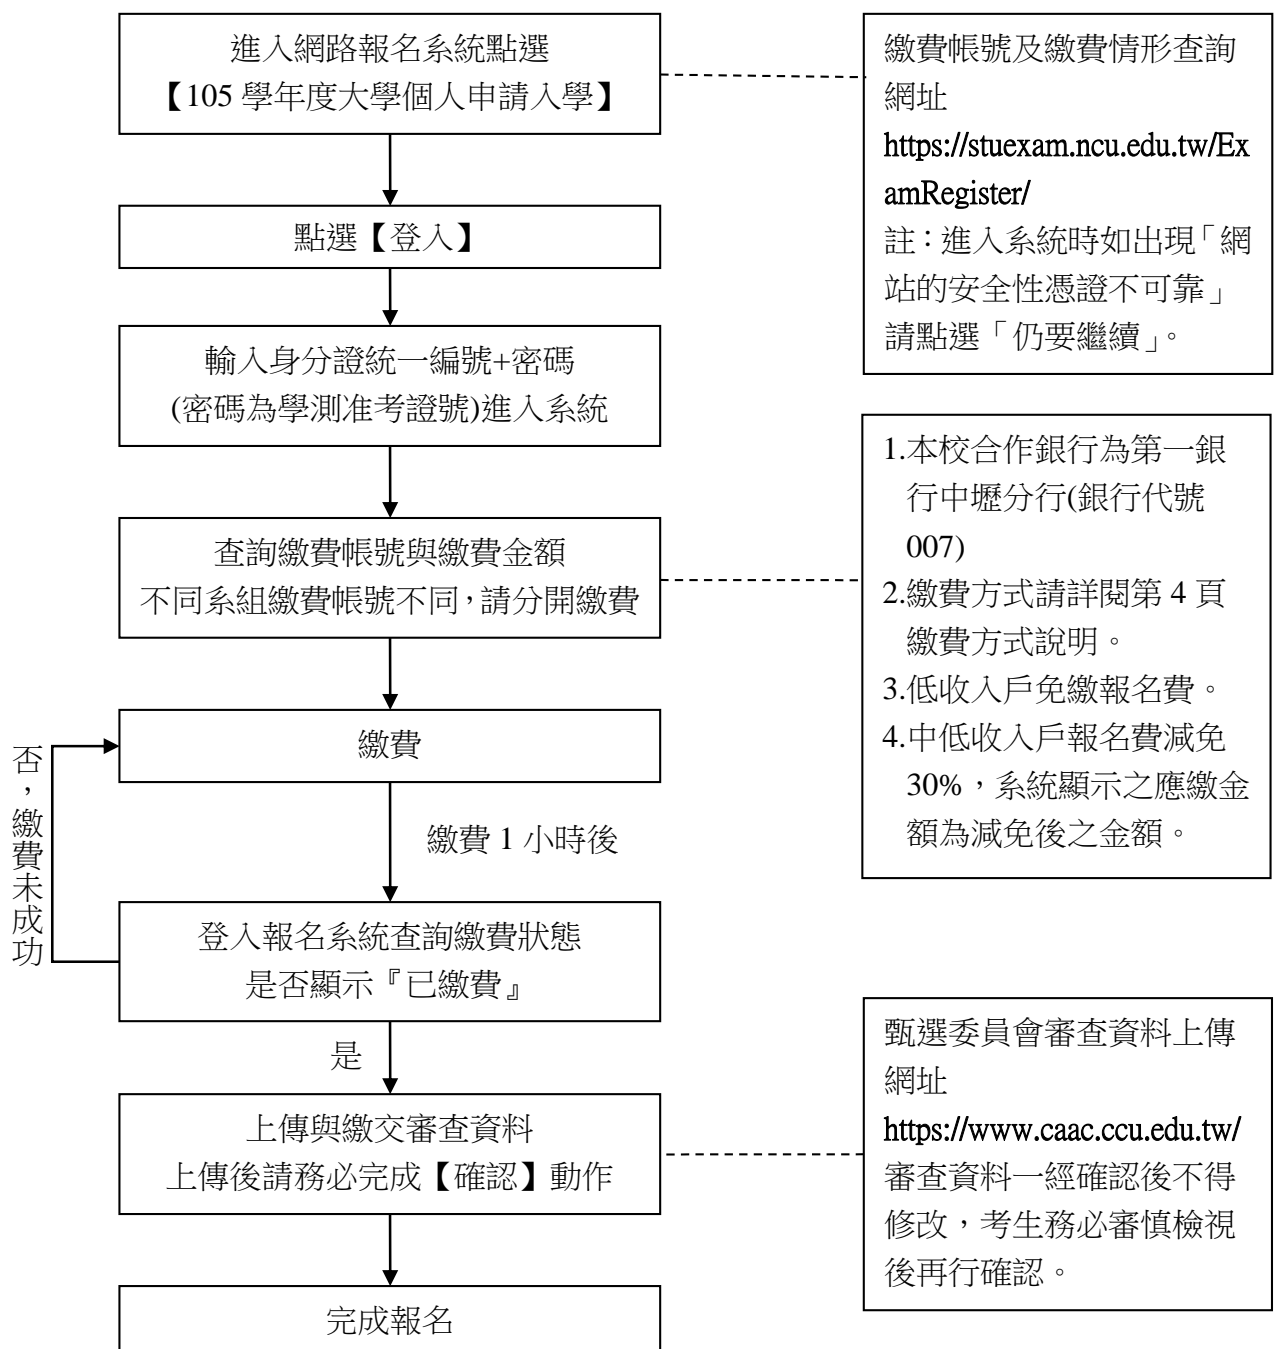 進入網路報名系統點選
【105 學年度大學個人申請入學】
繳費帳號及繳費情形查詢
網址
https://stuexam.ncu.edu.tw/Ex
amRegister/
註：進入系統時如出現「網
站的安全性憑證不可靠」
請點選「仍要繼續」。
點選【登入】
輸入身分證統一編號+密碼
(密碼為學測准考證號)進入系統
查詢繳費帳號與繳費金額
不同系組繳費帳號不同，請分開繳費
1.本校合作銀行為第一銀
行中壢分行(銀行代號
007)
2.繳費方式請詳閱第 4 頁
繳費方式說明。
3.低收入戶免繳報名費。
4.中低收入戶報名費減免
30%，系統顯示之應繳金
額為減免後之金額。
繳費
否，繳費未成功
繳費 1 小時後
登入報名系統查詢繳費狀態
是否顯示『已繳費』
是
上傳與繳交審查資料
上傳後請務必完成【確認】動作
甄選委員會審查資料上傳
網址
https://www.caac.ccu.edu.tw/
審查資料一經確認後不得
修改，考生務必審慎檢視
後再行確認。
完成報名